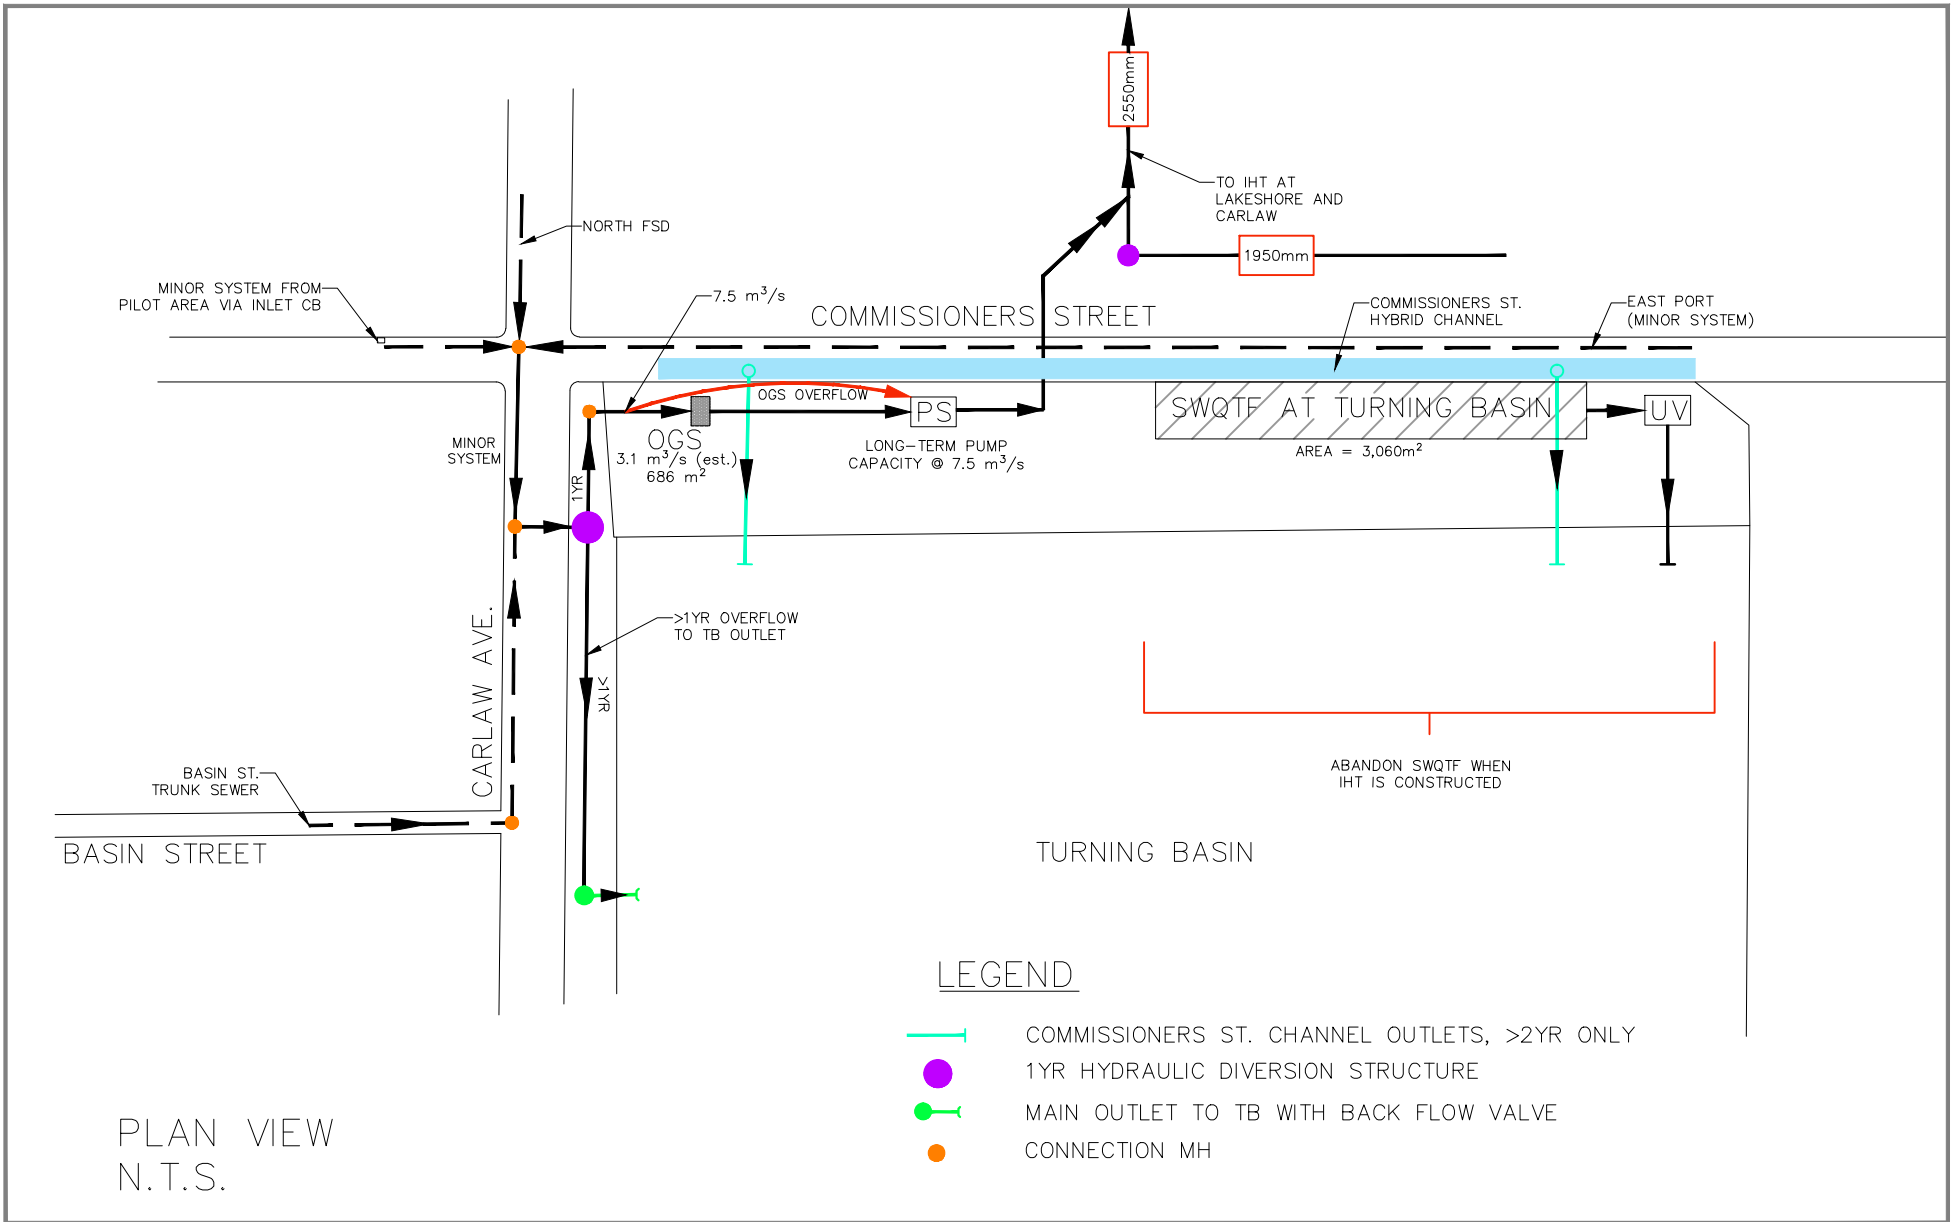 2550mm
TO IHT AT
LAKESHORE AND
CARLAW
NORTH FSD
1950mm
MINOR SYSTEM FROM
PILOT AREA VIA INLET CB
7.5 m³/s
COMMISSIONERS STREET
COMMISSIONERS ST.
HYBRID CHANNEL
EAST PORT
(MINOR SYSTEM)
OGS OVERFLOW
PS
SWQTF AT TURNING BASIN
UV
OGS
3.1 m³/s (est.)
686 m²
LONG-TERM PUMP
CAPACITY @ 7.5 m³/s
AREA = 3,060m²
MINOR
SYSTEM
1YR
>1YR OVERFLOW
TO TB OUTLET
>1YR
CARLAW AVE.
BASIN ST.
TRUNK SEWER
BASIN STREET
ABANDON SWQTF WHEN
IHT IS CONSTRUCTED
TURNING BASIN
LEGEND
COMMISSIONERS ST. CHANNEL OUTLETS, >2YR ONLY
1YR HYDRAULIC DIVERSION STRUCTURE
MAIN OUTLET TO TB WITH BACK FLOW VALVE
CONNECTION MH
PLAN VIEW
N.T.S.